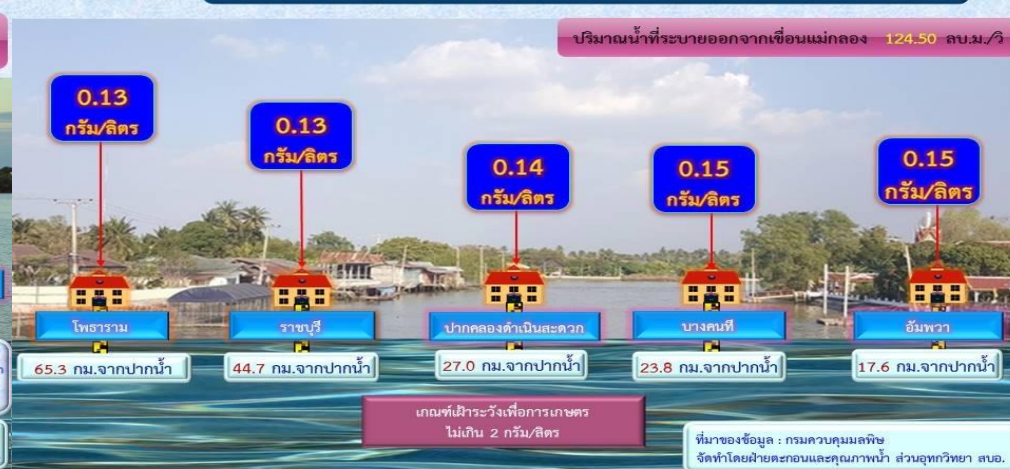 ปริมาณน้ำที่ระบายออกจากเขื่อนแม่กลอง 124.50 ลบ.ม./วิ
0.13
กรัม/ลิตร
0.13
กรัม/ลิตร
0.14
กรัม/ลิตร
0.15
กรัม/ลิตร
0.15
กรัม/ลิตร
โพธาราม
ราชบุรี
ปากคลองดำเนินสะดวก
บางคนที
อัมพวา
65.3 กม.จากปากน้ำ
44.7 กม.จากปากน้ำ
27.0 กม.จากปากน้ำ
23.8 กม.จากปากน้ำ
17.6 กม.จากปากน้ำ
เกณฑ์เฝ้าระวังเพื่อการเกษตร
ไม่เกิน 2 กรัม/ลิตร
ที่มาของข้อมูล : กรมควบคุมมลพิษ
จัดทำโดยฝ่ายตะกอนและคุณภาพน้ำ ส่วนอุทกวิทยา สบอ.